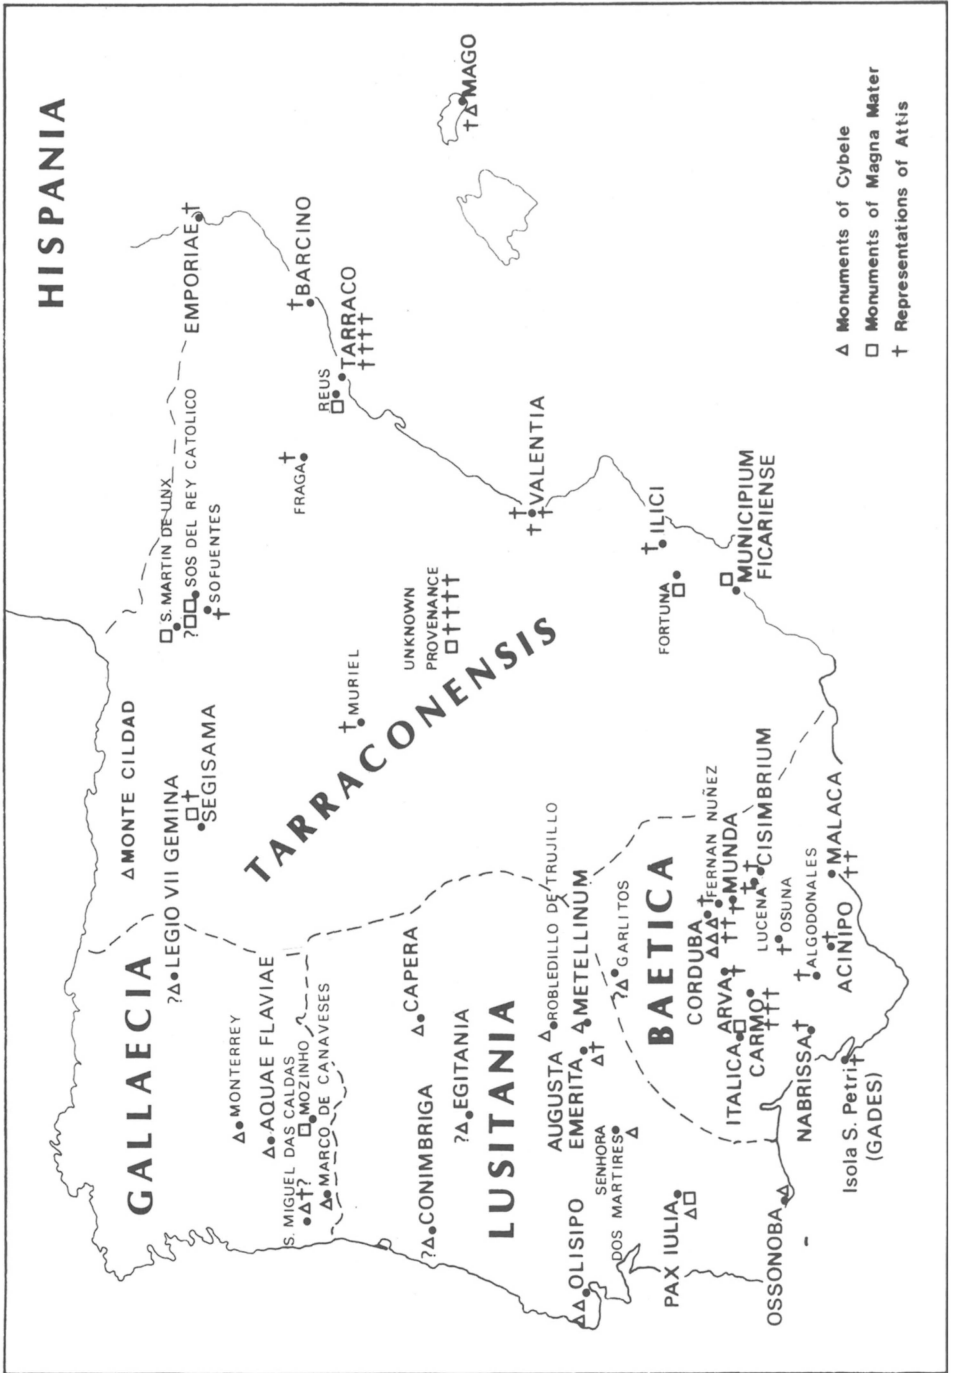 HISPANIA
GALLAECIA
TARRACONENSIS
LUSITANIA
BAETICA
△ MONTE CILDAD
?△ LEGIO VII GEMINA
□ †
SEGISAMA
□ S. MARTIN DE UNX
?□□ SOS DEL REY CATOLICO
SOFUENTES
†
EMPORIAE †
† BARCINO
TARRACO
††††
REUS
□
FRAGA †
† △ MAGO
△ MONTERREY
△ AQUAE FLAVIAE
S. MIGUEL DAS CALDAS
△†?
□ MOZINHO
△ MARCO DE CANAVESES
† MURIEL
UNKNOWN
PROVENANCE
□†††††
† VALENTIA
† †
† ILICI
FORTUNA
□
□
MUNICIPIUM
FICARIENSE
?△ CONIMBRIGA
△ CAPERA
?△ EGITANIA
△△ OLISIPO
AUGUSTA
EMERITA
△†
△ ROBLEDILLO DE TRUJILLO
△ METELLINUM
SENHORA
DOS MARTIRES
△
?△ GARLITOS
PAX IULIA
△□
OSSONOBA △
CORDUBA
△△△
† FERNAN NUÑEZ
MUNDA
†††
ARVA †
ITALICA □
CARMO
†††
LUCENA †
CISIMBRIUM
†
† OSUNA
† ALGODONALES
NABRISSA †
ACINIPO
††
MALACA
††
Isola S. Petri †
(GADES)
△ Monuments of Cybele
□ Monuments of Magna Mater
† Representations of Attis